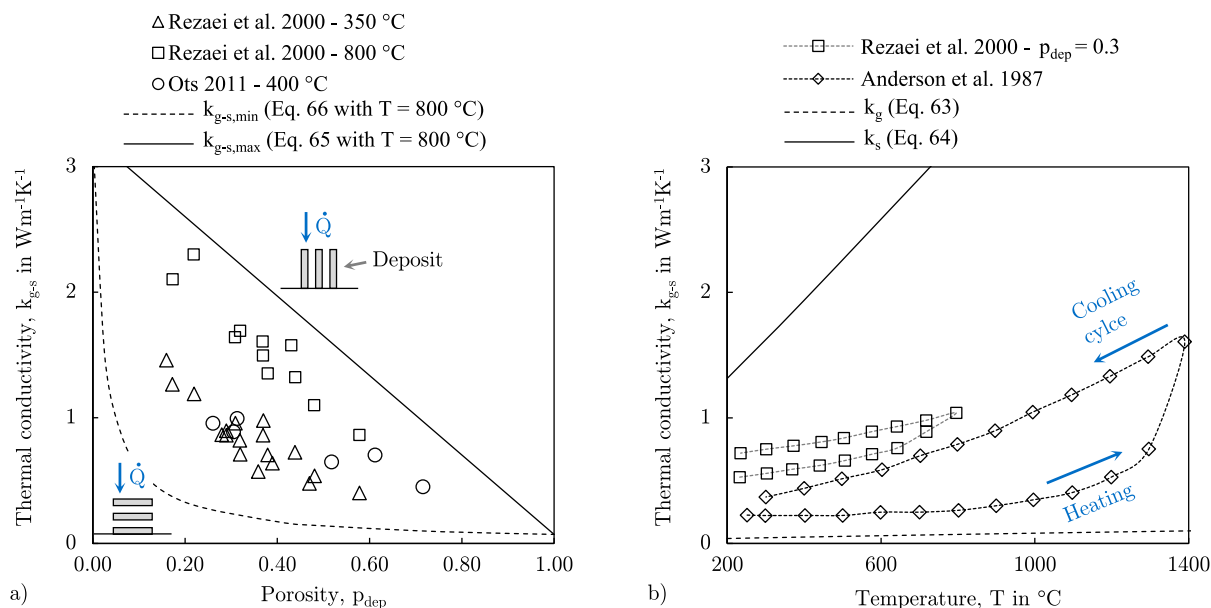 Rezaei et al. 2000 - 350 °C
Rezaei et al. 2000 - 800 °C
Ots 2011 - 400 °C
k_g-s,min (Eq. 66 with T = 800 °C)
k_g-s,max (Eq. 65 with T = 800 °C)
Thermal conductivity, k_g-s in Wm⁻¹K⁻¹
3
2
1
0
Q̇
Deposit
Q̇
0.00 0.20 0.40 0.60 0.80 1.00
Porosity, p_dep
a)
Rezaei et al. 2000 - p_dep = 0.3
Anderson et al. 1987
k_g (Eq. 63)
k_s (Eq. 64)
Thermal conductivity, k_g-s in Wm⁻¹K⁻¹
3
2
1
0
Cooling
cylce
Heating
200 600 1000 1400
Temperature, T in °C
b)